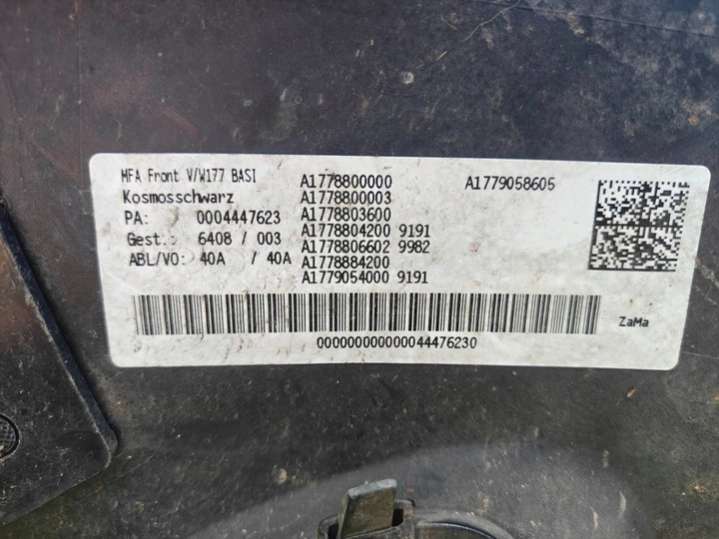 MFA Front V/W177 BASI
Kosmosschwarz
PA: 0004447623
Gest.: 6408 / 003
ABL/VO: 40A / 40A
A1778800000
A1778800003
A1778803600
A1778804200 9191
A1778806602 9982
A1778884200
A1779054000 9191
A1779058605
ZaMa
000000000000044476230